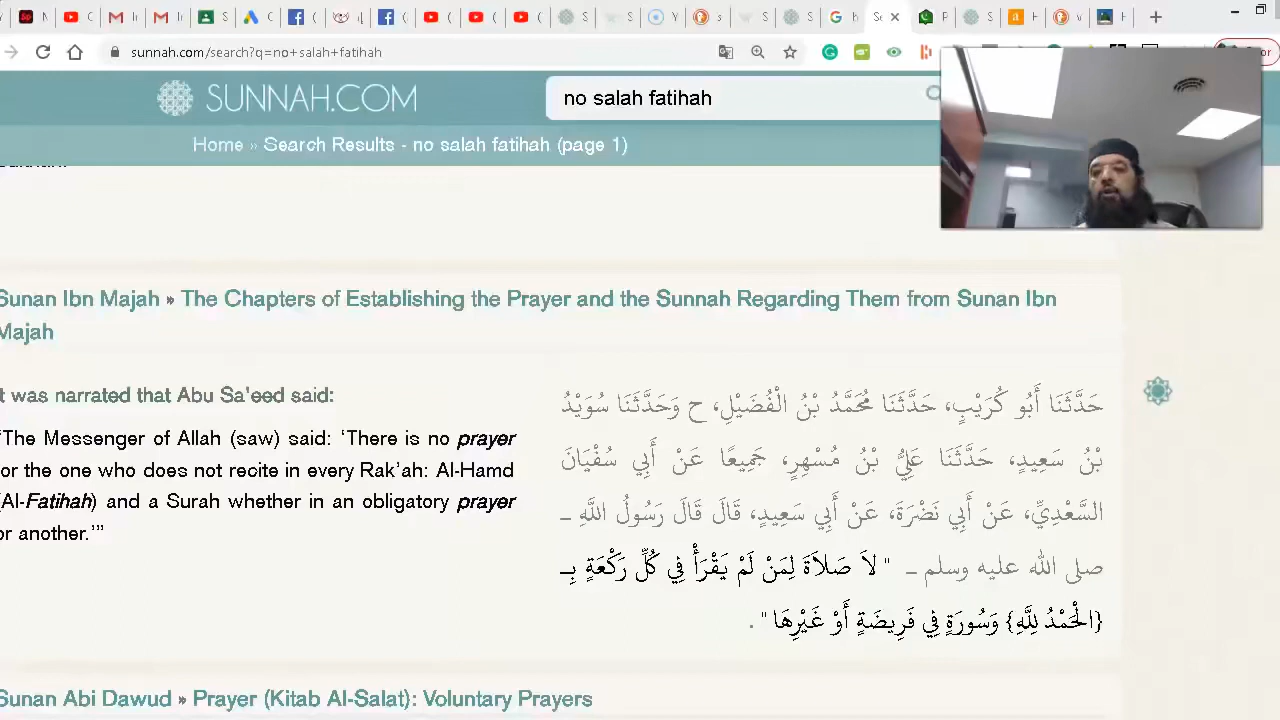 sunnah.com/search?q=no+salah+fatihah
SUNNAH.COM
no salah fatihah
Home » Search Results - no salah fatihah (page 1)
Sunan Ibn Majah » The Chapters of Establishing the Prayer and the Sunnah Regarding Them from Sunan Ibn
Majah
t was narrated that Abu Sa'eed said:
"The Messenger of Allah (saw) said: ‘There is no prayer
or the one who does not recite in every Rak’ah: Al-Hamd
(Al-Fatihah) and a Surah whether in an obligatory prayer
or another.’”
حَدَّثَنَا أَبُو كُرَيْبٍ، حَدَّثَنَا مُحَمَّدُ بْنُ الْفُضَيْلِ، ح وَحَدَّثَنَا سُوَيْدُ
بْنُ سَعِيدٍ، حَدَّثَنَا عَلِيُّ بْنُ مُسْهِرٍ، جَمِيعًا عَنْ أَبِي سُفْيَانَ
السَّعْدِيِّ، عَنْ أَبِي نَضْرَةَ، عَنْ أَبِي سَعِيدٍ، قَالَ قَالَ رَسُولُ اللَّهِ ـ
صلى الله عليه وسلم ـ " لاَ صَلاَةَ لِمَنْ لَمْ يَقْرَأْ فِي كُلِّ رَكْعَةٍ بِـ
{الْحَمْدُ لِلَّهِ} وَسُورَةٍ فِي فَرِيضَةٍ أَوْ غَيْرِهَا " .
Sunan Abi Dawud » Prayer (Kitab Al-Salat): Voluntary Prayers